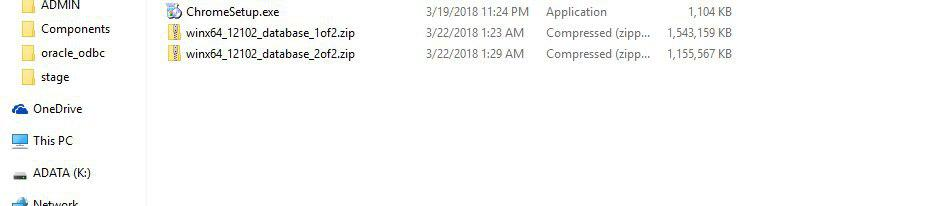 ADMIN
Components
oracle_odbc
stage
OneDrive
This PC
ADATA (K:)
Network
ChromeSetup.exe 3/19/2018 11:24 PM Application 1,104 KB
winx64_12102_database_1of2.zip 3/22/2018 1:23 AM Compressed (zipp... 1,543,159 KB
winx64_12102_database_2of2.zip 3/22/2018 1:29 AM Compressed (zipp... 1,155,567 KB